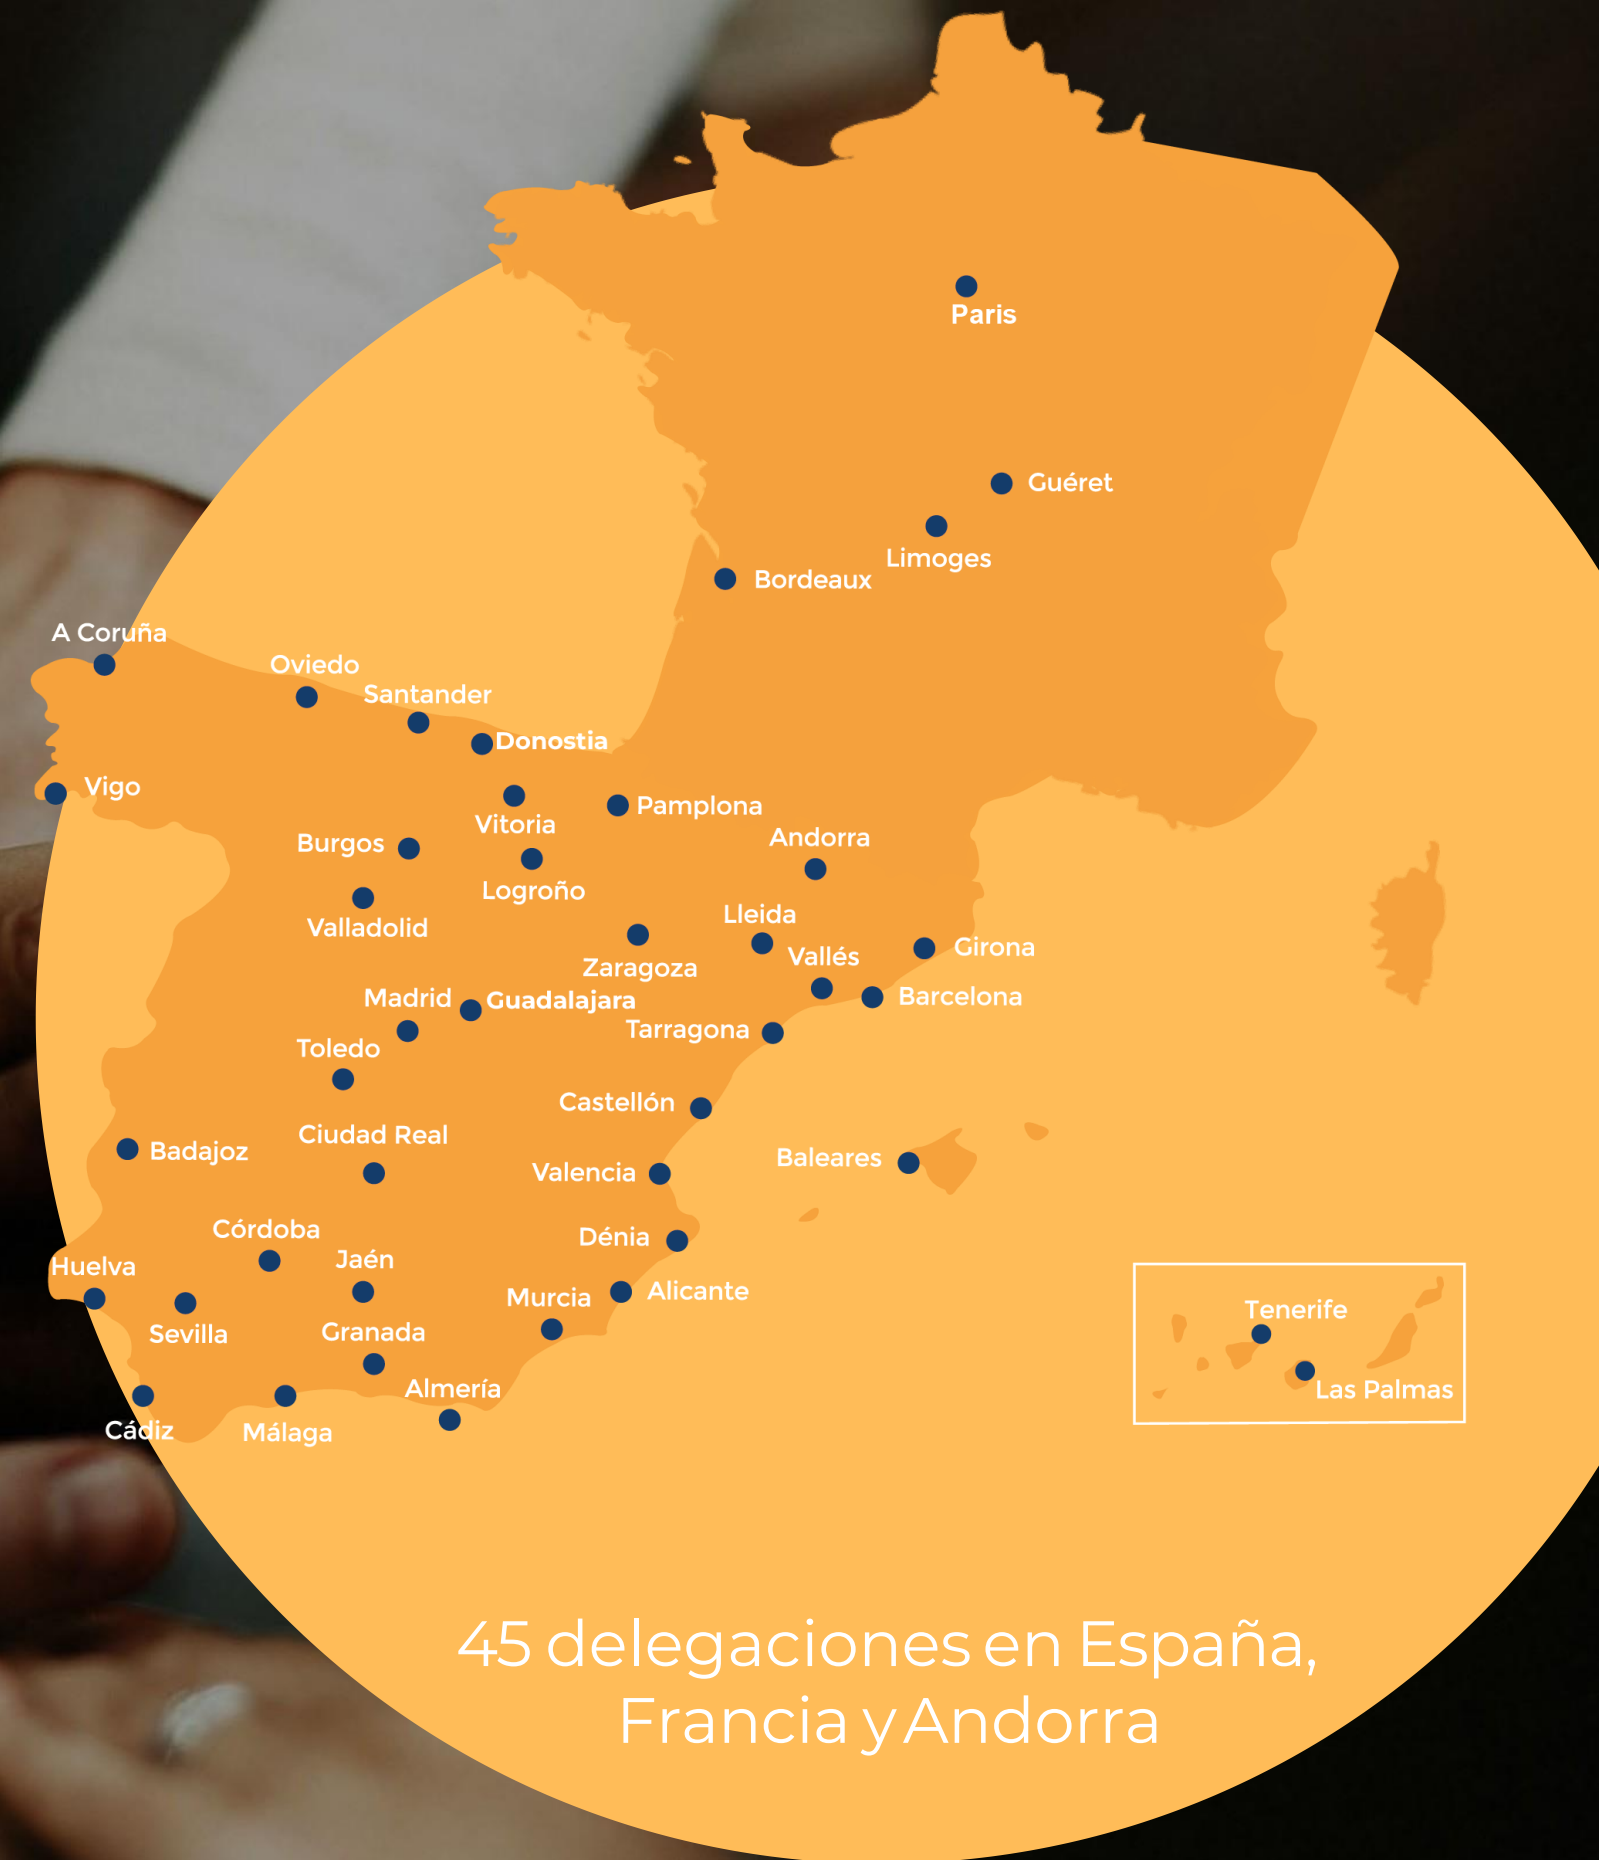 Paris
Guéret
Limoges
Bordeaux
A Coruña
Oviedo
Santander
Donostia
Vigo
Vitoria
Pamplona
Burgos
Andorra
Logroño
Lleida
Valladolid
Vallés
Girona
Zaragoza
Madrid
Guadalajara
Barcelona
Tarragona
Toledo
Castellón
Ciudad Real
Badajoz
Baleares
Valencia
Córdoba
Dénia
Jaén
Huelva
Alicante
Murcia
Tenerife
Sevilla
Granada
Almería
Las Palmas
Cádiz
Málaga
45 delegaciones en España,
Francia y Andorra